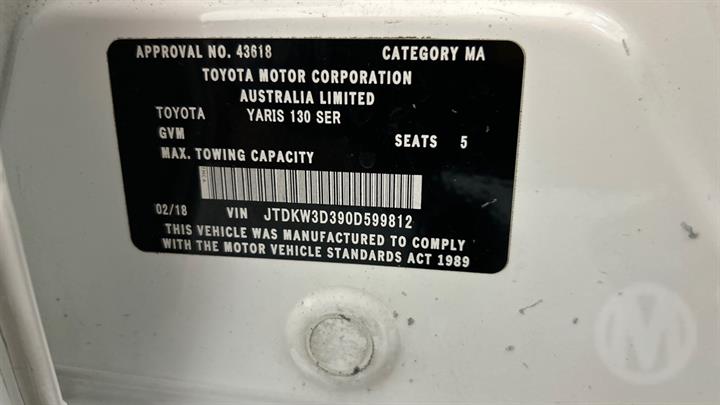 APPROVAL NO. 43618 CATEGORY MA
TOYOTA MOTOR CORPORATION
AUSTRALIA LIMITED
TOYOTA YARIS 130 SER
GVM SEATS 5
MAX. TOWING CAPACITY
02/18 VIN JTDKW3D390D599812
THIS VEHICLE WAS MANUFACTURED TO COMPLY
WITH THE MOTOR VEHICLE STANDARDS ACT 1989
M